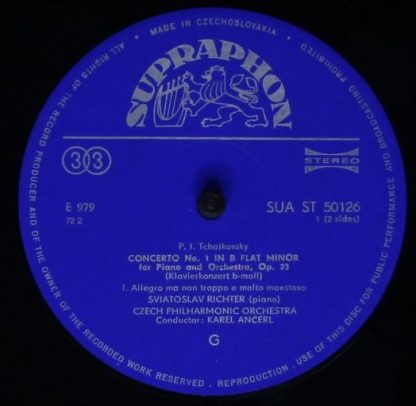 MADE IN CZECHOSLOVAKIA
ALL RIGHTS OF THE RECORD PRODUCER AND OF THE OWNER OF THE RECORDED WORK RESERVED . REPRODUCTION . USE OF THIS DISC FOR PUBLIC PERFORMANCE AND BROADCASTING PROHIBITED
SUPRAPHON
33
STEREO
E 979
SUA ST 50126
72 2
1 (2 sides)
P. I. Tchaikovsky
CONCERTO No. 1 IN B FLAT MINOR
for Piano and Orchestra, Op. 23
(Klavierkonzert b-moll)
I. Allegro ma non troppo e molto maestoso
SVIATOSLAV RICHTER (piano)
CZECH PHILHARMONIC ORCHESTRA
Conductor: KAREL ANČERL
G